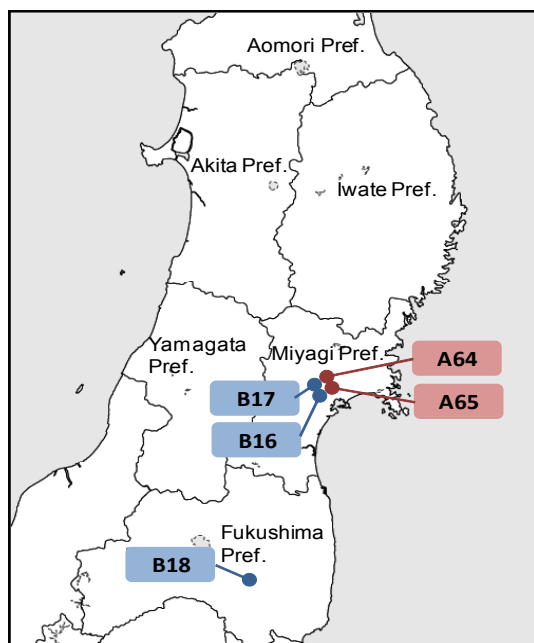 Aomori Pref.
Akita Pref.
Iwate Pref.
Yamagata
Pref.
Miyagi Pref.
A64
B17
A65
B16
Fukushima
Pref.
B18